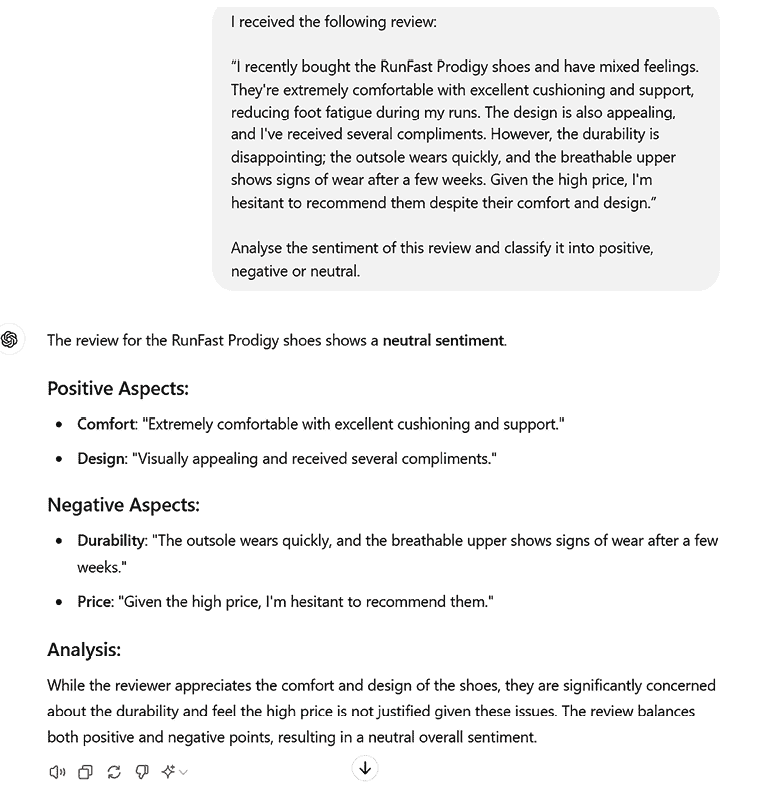 I received the following review:
“I recently bought the RunFast Prodigy shoes and have mixed feelings.
They're extremely comfortable with excellent cushioning and support,
reducing foot fatigue during my runs. The design is also appealing,
and I've received several compliments. However, the durability is
disappointing; the outsole wears quickly, and the breathable upper
shows signs of wear after a few weeks. Given the high price, I'm
hesitant to recommend them despite their comfort and design.”
Analyse the sentiment of this review and classify it into positive,
negative or neutral.
The review for the RunFast Prodigy shoes shows a neutral sentiment.
Positive Aspects:
• Comfort: "Extremely comfortable with excellent cushioning and support."
• Design: "Visually appealing and received several compliments."
Negative Aspects:
• Durability: "The outsole wears quickly, and the breathable upper shows signs of wear after a few
weeks."
• Price: "Given the high price, I'm hesitant to recommend them."
Analysis:
While the reviewer appreciates the comfort and design of the shoes, they are significantly concerned
about the durability and feel the high price is not justified given these issues. The review balances
both positive and negative points, resulting in a neutral overall sentiment.